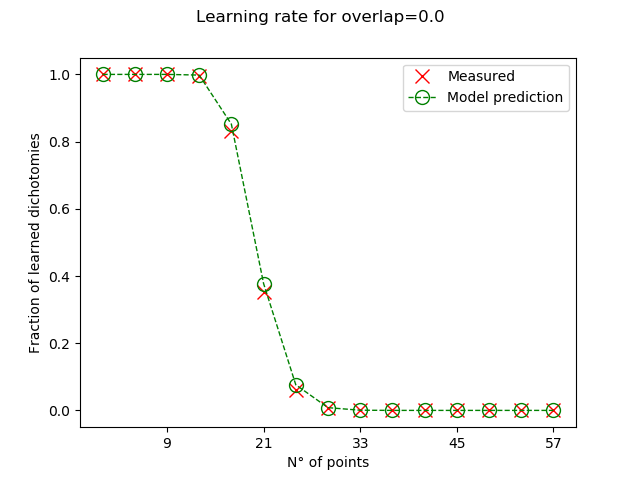 Learning rate for overlap=0.0
Measured
Model prediction
Fraction of learned dichotomies
1.0
0.8
0.6
0.4
0.2
0.0
9 21 33 45 57
N° of points